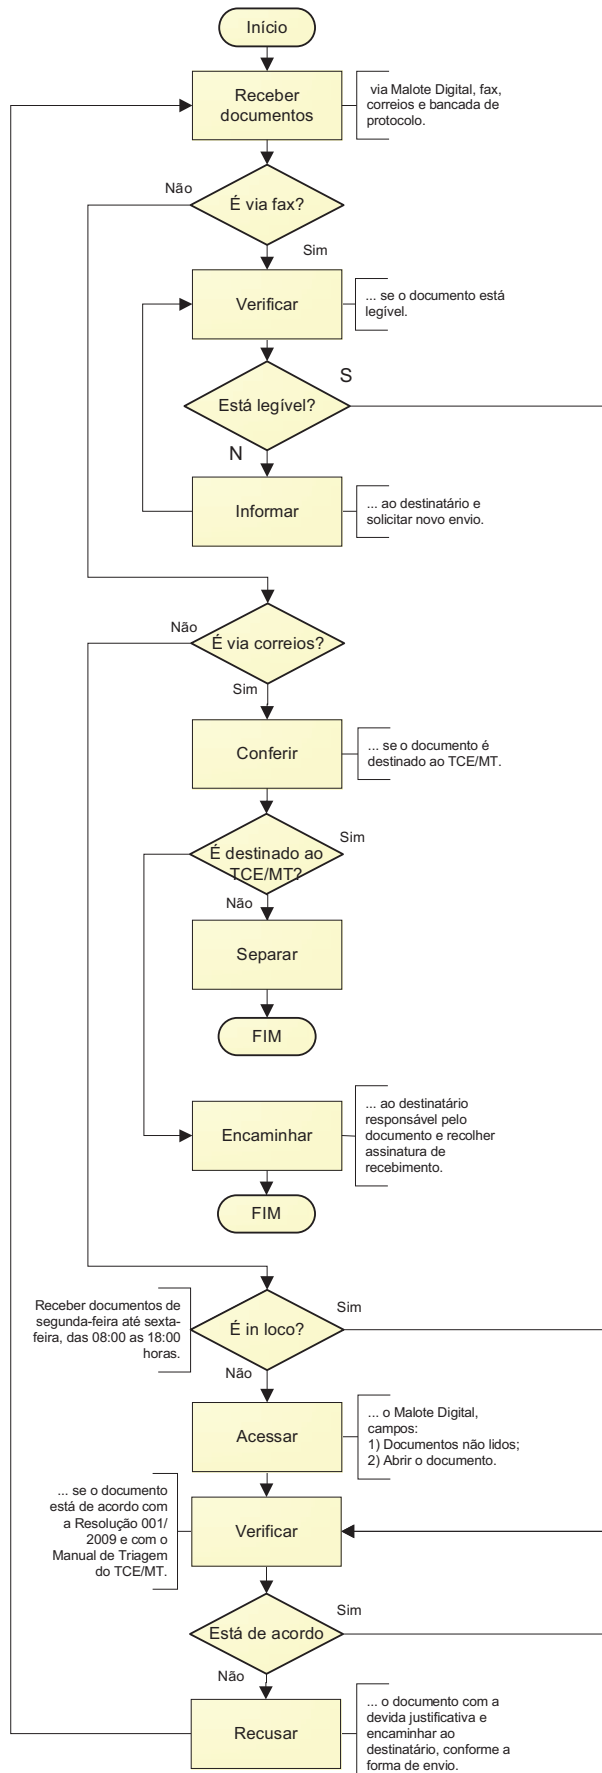 Início
Receber
documentos
via Malote Digital, fax,
correios e bancada de
protocolo.
Não
É via fax?
Sim
Verificar
... se o documento está
legível.
S
Está legível?
N
Informar
... ao destinatário e
solicitar novo envio.
Não
É via correios?
Sim
Conferir
... se o documento é
destinado ao TCE/MT.
Sim
É destinado ao
TCE/MT?
Não
Separar
FIM
Encaminhar
... ao destinatário
responsável pelo
documento e recolher
assinatura de
recebimento.
FIM
Receber documentos de
segunda-feira até sexta-
feira, das 08:00 as 18:00
horas.
É in loco?
Sim
Não
Acessar
... o Malote Digital,
campos:
1) Documentos não lidos;
2) Abrir o documento.
... se o documento
está de acordo com
a Resolução 001/
2009 e com o
Manual de Triagem
do TCE/MT.
Verificar
Sim
Está de acordo
Não
Recusar
... o documento com a
devida justificativa e
encaminhar ao
destinatário, conforme a
forma de envio.